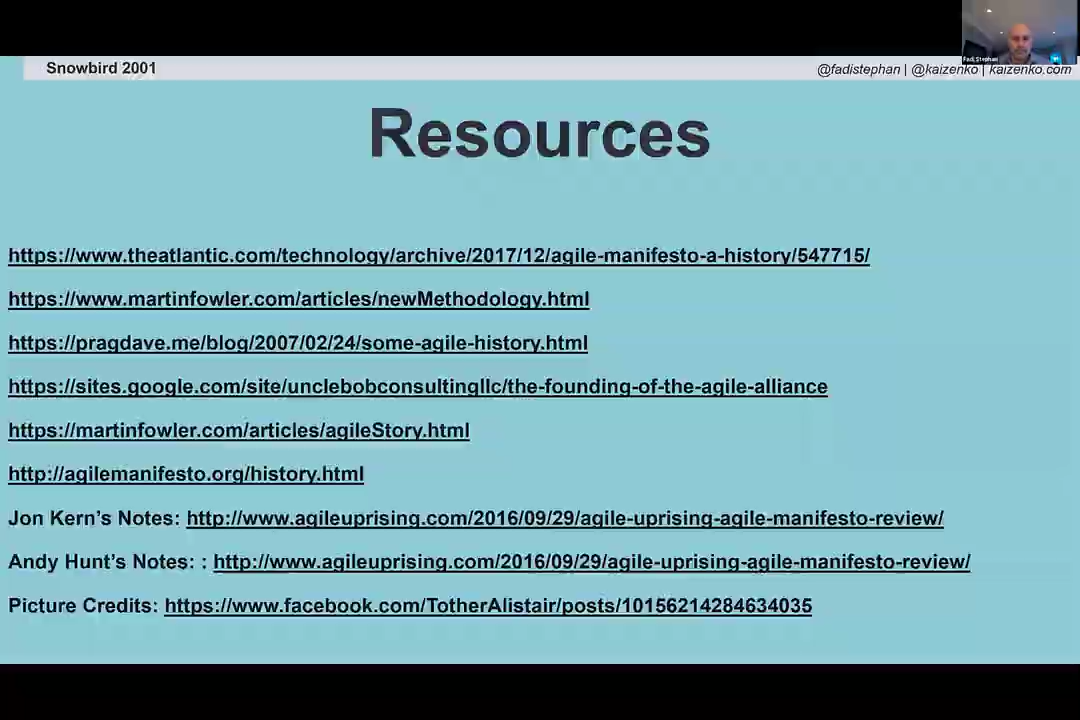 Snowbird 2001
@fadistephan | @kaizenko | kaizenko.com
Fadi Stephan
Resources
https://www.theatlantic.com/technology/archive/2017/12/agile-manifesto-a-history/547715/
https://www.martinfowler.com/articles/newMethodology.html
https://pragdave.me/blog/2007/02/24/some-agile-history.html
https://sites.google.com/site/unclebobconsultingllc/the-founding-of-the-agile-alliance
https://martinfowler.com/articles/agileStory.html
http://agilemanifesto.org/history.html
Jon Kern’s Notes: http://www.agileuprising.com/2016/09/29/agile-uprising-agile-manifesto-review/
Andy Hunt’s Notes: : http://www.agileuprising.com/2016/09/29/agile-uprising-agile-manifesto-review/
Picture Credits: https://www.facebook.com/TotherAlistair/posts/10156214284634035